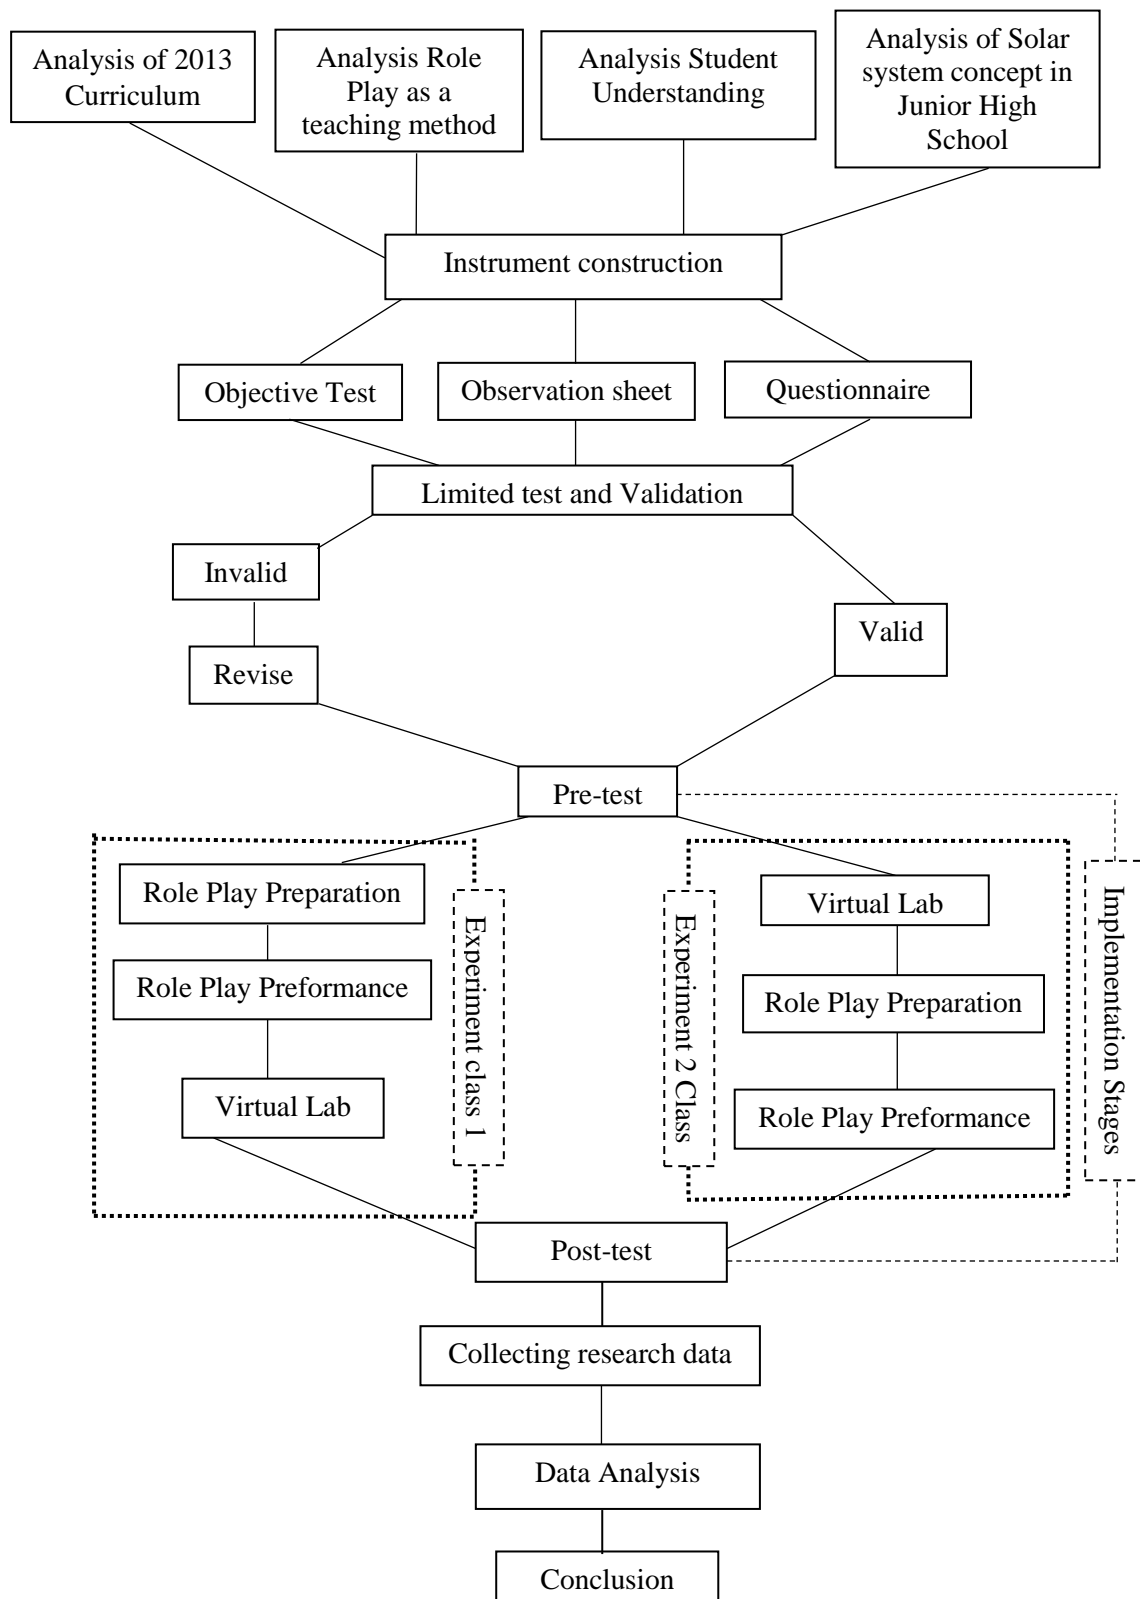 Analysis of 2013
Curriculum
Analysis Role
Play as a
teaching method
Analysis Student
Understanding
Analysis of Solar
system concept in
Junior High
School
Instrument construction
Objective Test
Observation sheet
Questionnaire
Limited test and Validation
Invalid
Valid
Revise
Pre-test
Role Play Preparation
Role Play Preformance
Virtual Lab
Experiment class 1
Experiment 2 Class
Virtual Lab
Role Play Preparation
Role Play Preformance
Implementation Stages
Post-test
Collecting research data
Data Analysis
Conclusion